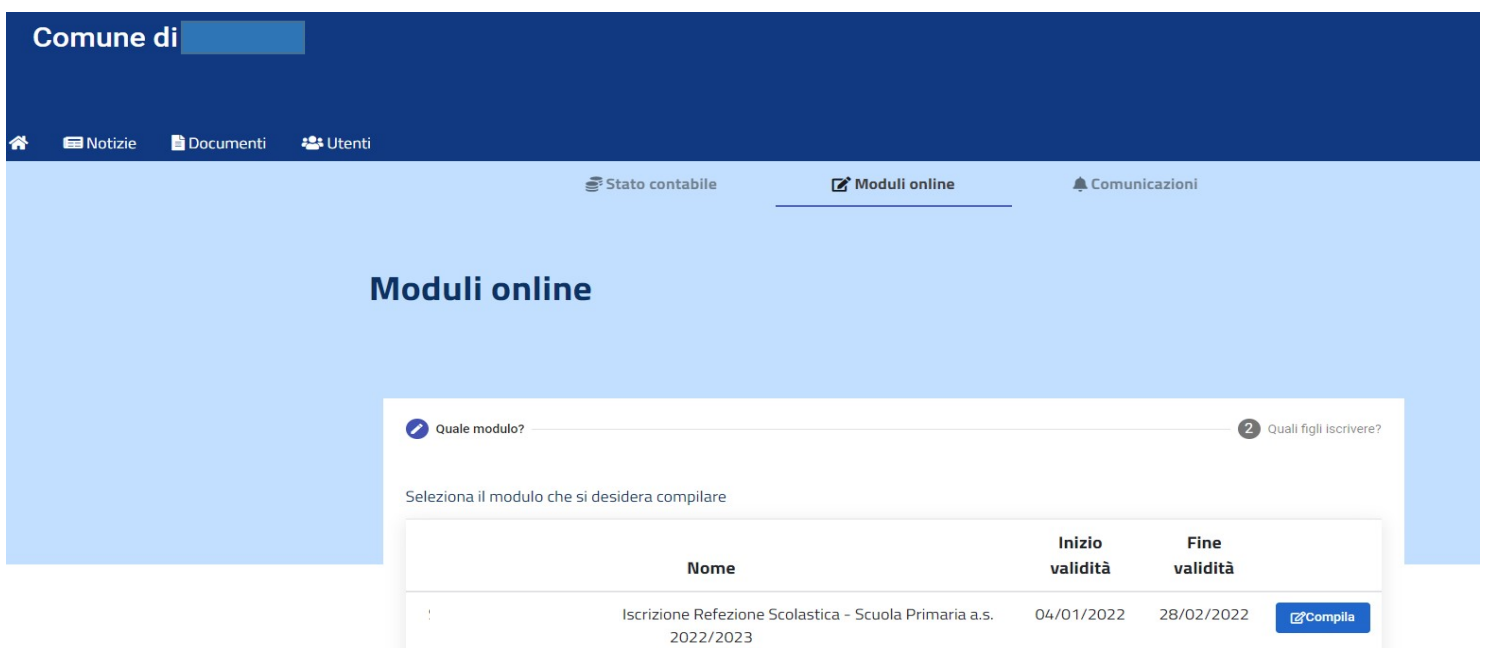 Comune di
Notizie Documenti Utenti
Stato contabile Moduli online Comunicazioni
Moduli online
Quale modulo? 2 Quali figli iscrivere?
Seleziona il modulo che si desidera compilare
Nome Inizio validità Fine validità
Iscrizione Refezione Scolastica - Scuola Primaria a.s. 04/01/2022 28/02/2022 Compila
2022/2023